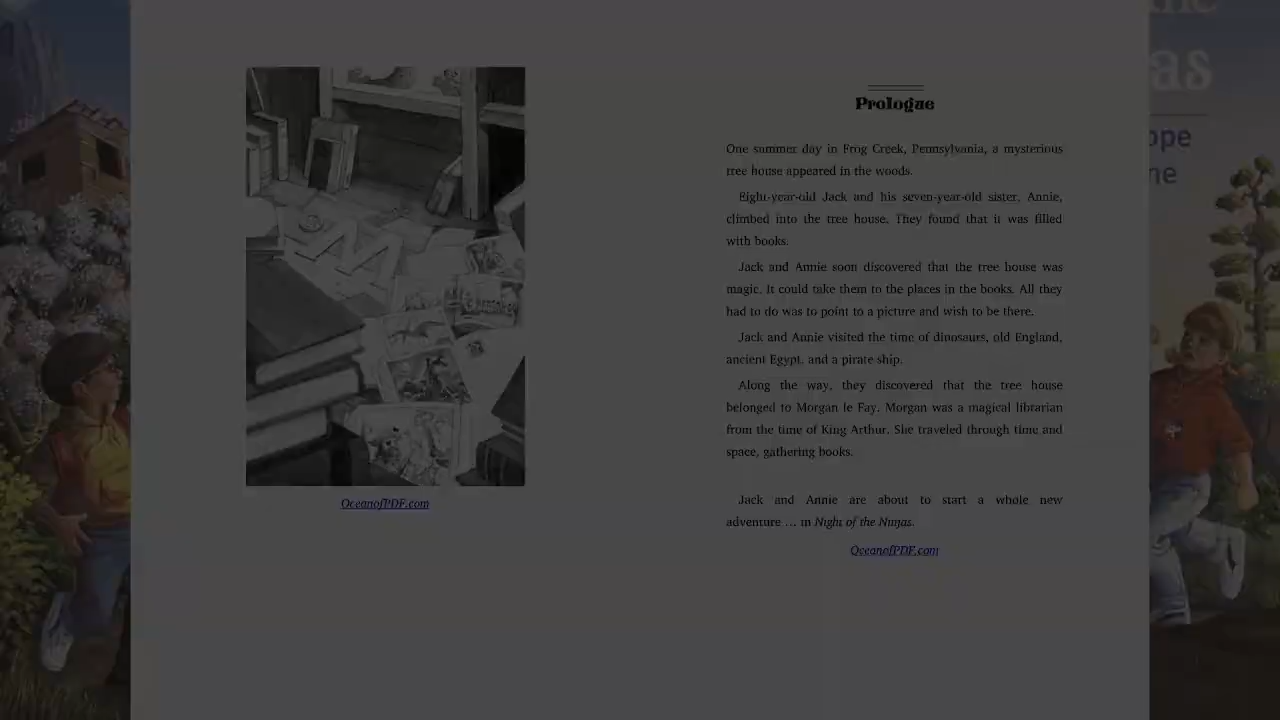 as
ope
ne
OceanofPDF.com
Prologue
One summer day in Frog Creek, Pennsylvania, a mysterious
tree house appeared in the woods.
Eight-year-old Jack and his seven-year-old sister, Annie,
climbed into the tree house. They found that it was filled
with books.
Jack and Annie soon discovered that the tree house was
magic. It could take them to the places in the books. All they
had to do was to point to a picture and wish to be there.
Jack and Annie visited the time of dinosaurs, old England,
ancient Egypt, and a pirate ship.
Along the way, they discovered that the tree house
belonged to Morgan le Fay. Morgan was a magical librarian
from the time of King Arthur. She traveled through time and
space, gathering books.
Jack and Annie are about to start a whole new
adventure … in Night of the Ninjas.
OceanofPDF.com